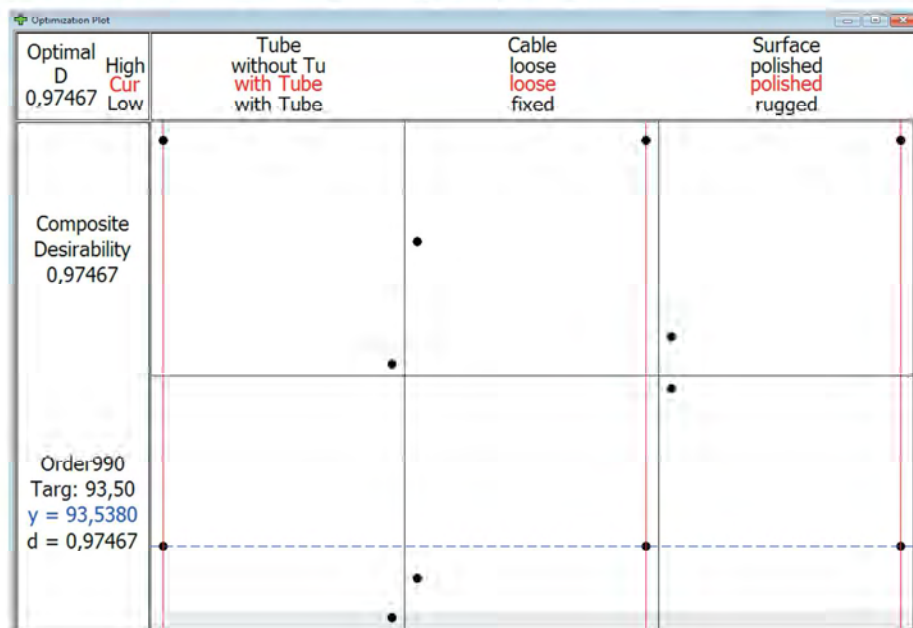 Optimization Plot
Optimal
D
0,97467
High
Cur
Low
Tube
without Tu
with Tube
with Tube
Cable
loose
loose
fixed
Surface
polished
polished
rugged
Composite
Desirability
0,97467
Order990
Targ: 93,50
y = 93,5380
d = 0,97467